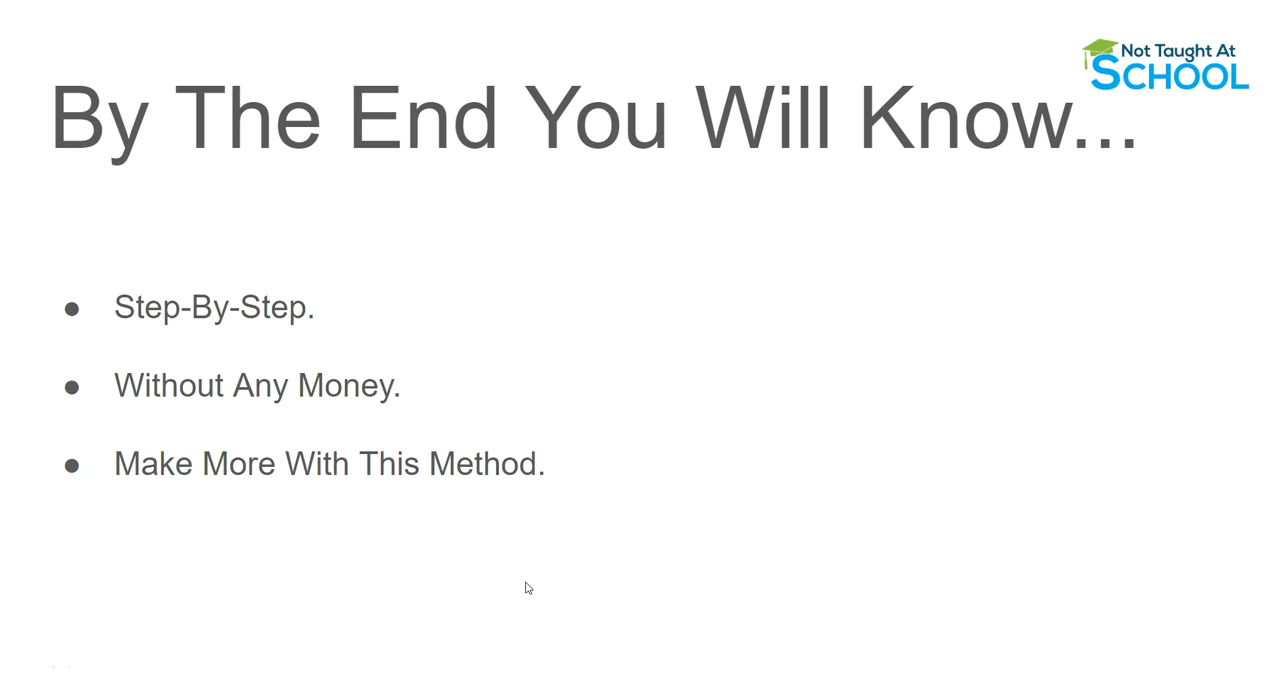 Not Taught At
SCHOOL
By The End You Will Know...
● Step-By-Step.
● Without Any Money.
● Make More With This Method.